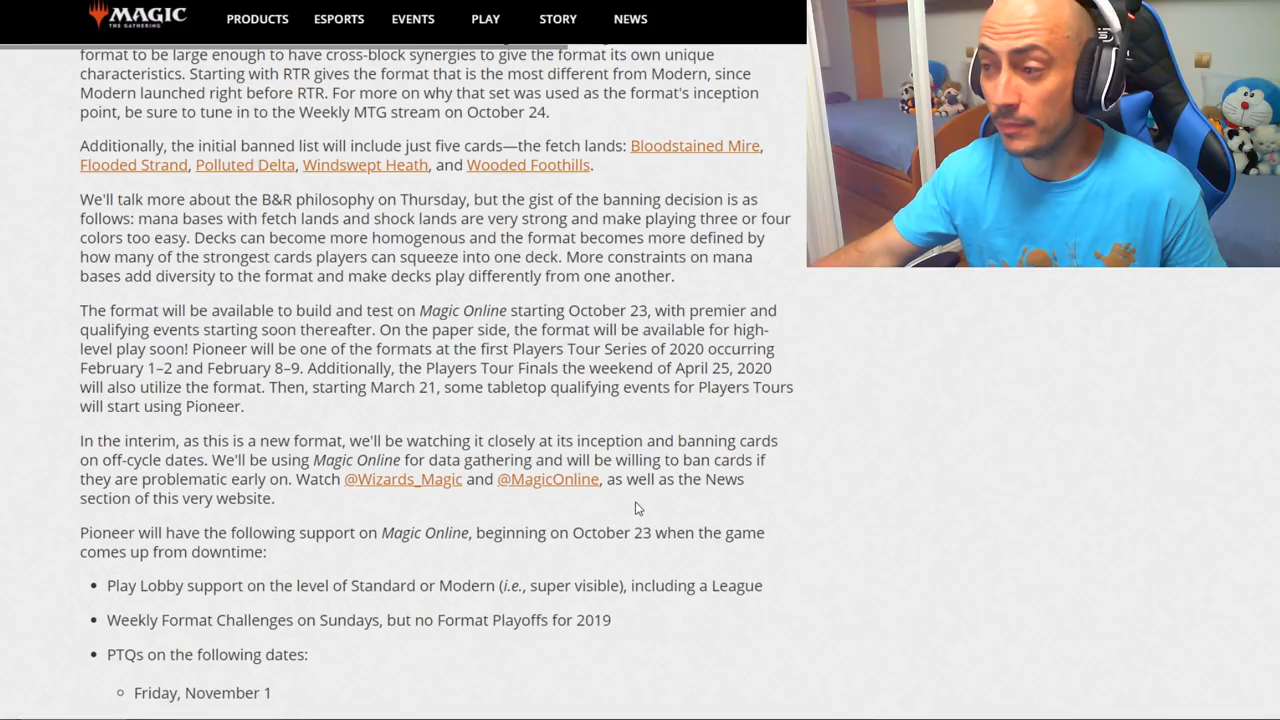 MAGIC
THE GATHERING
PRODUCTS ESPORTS EVENTS PLAY STORY NEWS
format to be large enough to have cross-block synergies to give the format its own unique
characteristics. Starting with RTR gives the format that is the most different from Modern, since
Modern launched right before RTR. For more on why that set was used as the format's inception
point, be sure to tune in to the Weekly MTG stream on October 24.
Additionally, the initial banned list will include just five cards—the fetch lands: Bloodstained Mire,
Flooded Strand, Polluted Delta, Windswept Heath, and Wooded Foothills.
We'll talk more about the B&R philosophy on Thursday, but the gist of the banning decision is as
follows: mana bases with fetch lands and shock lands are very strong and make playing three or four
colors too easy. Decks can become more homogenous and the format becomes more defined by
how many of the strongest cards players can squeeze into one deck. More constraints on mana
bases add diversity to the format and make decks play differently from one another.
The format will be available to build and test on Magic Online starting October 23, with premier and
qualifying events starting soon thereafter. On the paper side, the format will be available for high-
level play soon! Pioneer will be one of the formats at the first Players Tour Series of 2020 occurring
February 1–2 and February 8–9. Additionally, the Players Tour Finals the weekend of April 25, 2020
will also utilize the format. Then, starting March 21, some tabletop qualifying events for Players Tours
will start using Pioneer.
In the interim, as this is a new format, we'll be watching it closely at its inception and banning cards
on off-cycle dates. We'll be using Magic Online for data gathering and will be willing to ban cards if
they are problematic early on. Watch @Wizards_Magic and @MagicOnline, as well as the News
section of this very website.
Pioneer will have the following support on Magic Online, beginning on October 23 when the game
comes up from downtime:
• Play Lobby support on the level of Standard or Modern (i.e., super visible), including a League
• Weekly Format Challenges on Sundays, but no Format Playoffs for 2019
• PTQs on the following dates:
○ Friday, November 1